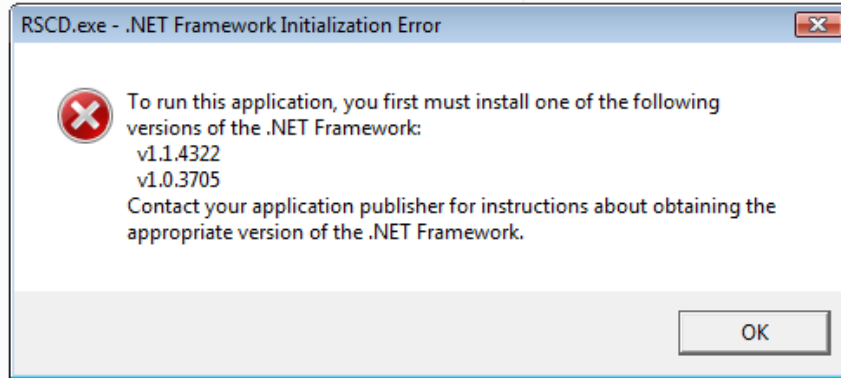 RSCD.exe - .NET Framework Initialization Error
To run this application, you first must install one of the following
versions of the .NET Framework:
v1.1.4322
v1.0.3705
Contact your application publisher for instructions about obtaining the
appropriate version of the .NET Framework.
OK